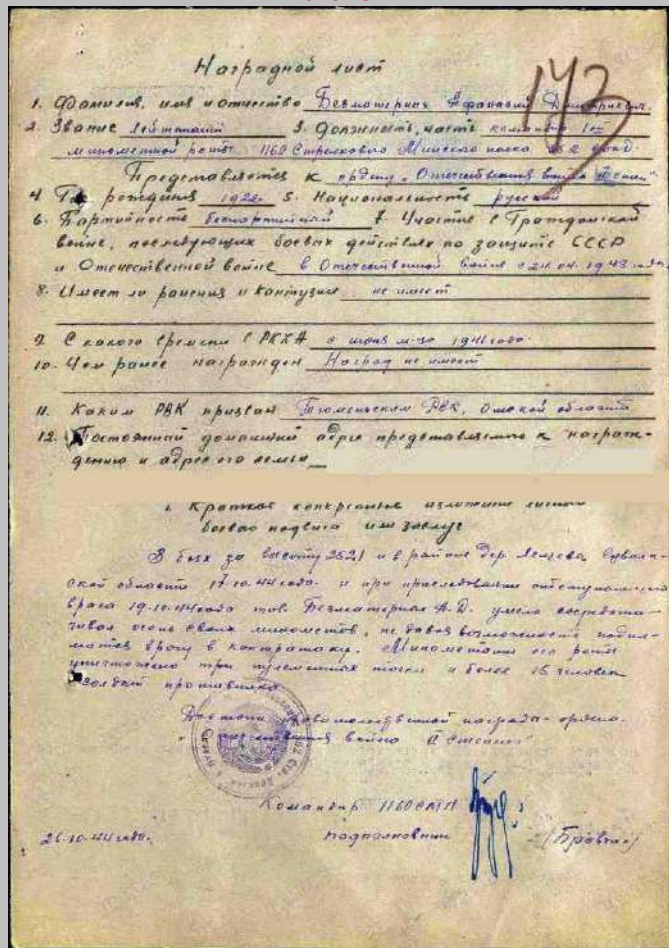 143
Наградной лист
1. Фамилия, имя и отчество Безматерных Афанасий Дмитриевич.
2. Звание лейтенант 3. Должность, часть командир 1ой
минометной роты 1160 Стрелкового Минского полка 352
Представляется к ордену „Отечественная война II степени"
4. Год рождения 1922 5. Национальность русский
6. Партийность беспартийный 7. Участие в Гражданской
войне, последующих боевых действиях по защите СССР
и Отечественной войне в Отечественной войне с 24.04.1943
8. Имеет ли ранения и контузии не имеет
9. С какого времени в РККА с июня м-ца 1941 года.
10. Чем ранее награжден Наград не имеет
11. Каким РВК призван Тюменьским РВК, Омской области
12. Постоянный домашний адрес представляемого к награж-
дению и адрес его семьи
1. Краткое конкретное изложение личного
боевого подвига или заслуг
В боях за высоту 252,1 и в районе дер.
ской области 17.10.44 года. и при преследовании отступающего
врага 19.10.44 года тов. Безматерных А.Д. умело сосредота-
чивал огонь своих минометов, не давая возможности
врагу в контратаку. Минометами его роты
уничтожено три пулеметных точки и более 15 человек
солдат противника.
Достоин правительственной награды - ордена
война II степени"
Командир 1160
26.10.44 года. подполковник